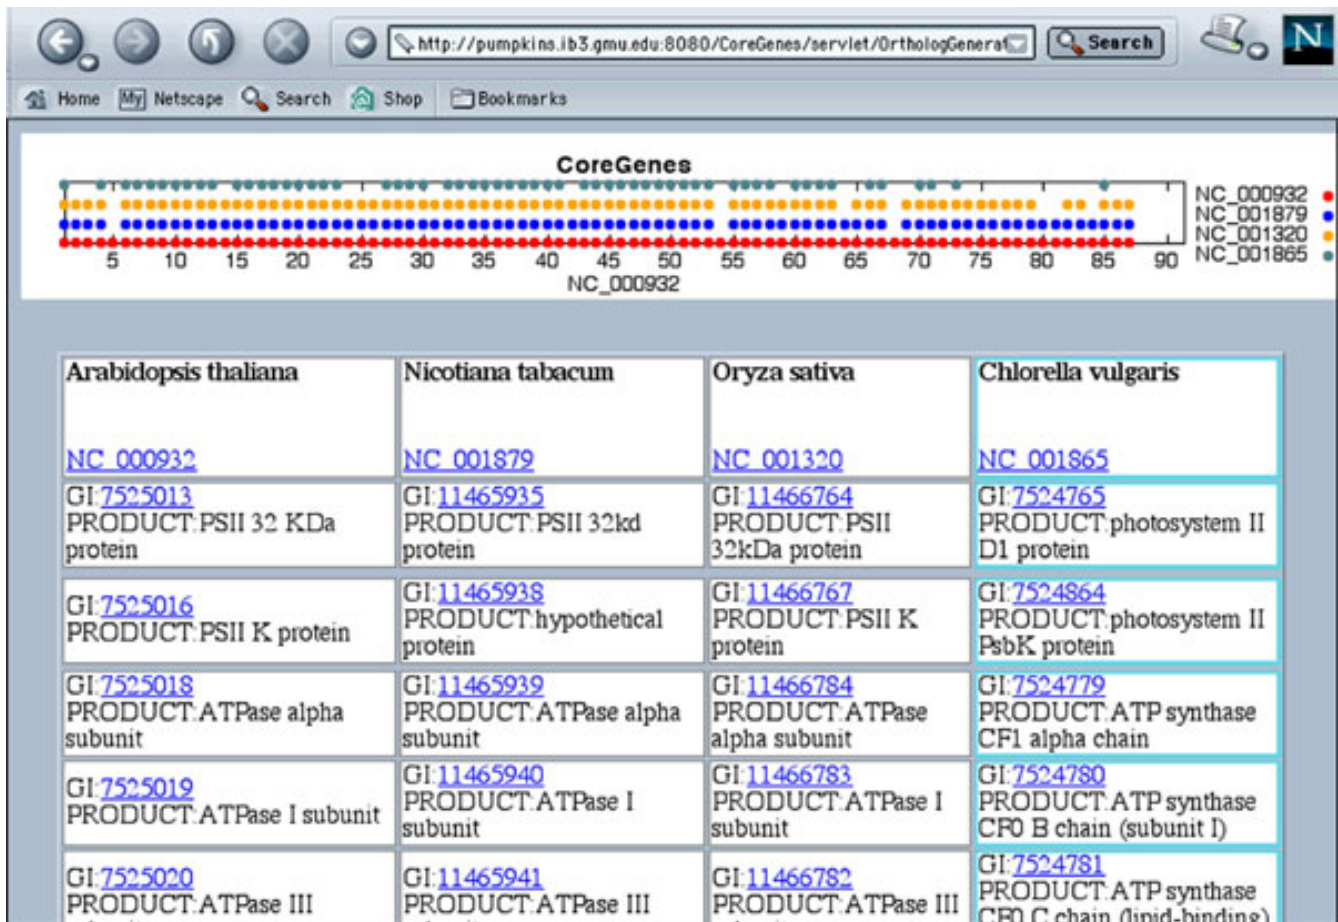 http://pumpkins.ib3.gmu.edu:8080/CoreGenes/servlet/OrthologGenerat
Search
N
Home My Netscape Search Shop Bookmarks
CoreGenes
NC_000932
NC_001879
NC_001320
NC_001865
5 10 15 20 25 30 35 40 45 50 55 60 65 70 75 80 85 90
NC_000932
Arabidopsis thaliana
NC_000932
Nicotiana tabacum
NC_001879
Oryza sativa
NC_001320
Chlorella vulgaris
NC_001865
GI:7525013
PRODUCT:PSII 32 KDa
protein
GI:11465935
PRODUCT:PSII 32kd
protein
GI:11466764
PRODUCT:PSII
32kDa protein
GI:7524765
PRODUCT:photosystem II
D1 protein
GI:7525016
PRODUCT:PSII K protein
GI:11465938
PRODUCT:hypothetical
protein
GI:11466767
PRODUCT:PSII K
protein
GI:7524864
PRODUCT:photosystem II
PsbK protein
GI:7525018
PRODUCT:ATPase alpha
subunit
GI:11465939
PRODUCT:ATPase alpha
subunit
GI:11466784
PRODUCT:ATPase
alpha subunit
GI:7524779
PRODUCT:ATP synthase
CF1 alpha chain
GI:7525019
PRODUCT:ATPase I subunit
GI:11465940
PRODUCT:ATPase I
subunit
GI:11466783
PRODUCT:ATPase I
subunit
GI:7524780
PRODUCT:ATP synthase
CF0 B chain (subunit I)
GI:7525020
PRODUCT:ATPase III
GI:11465941
PRODUCT:ATPase III
GI:11466782
PRODUCT:ATPase III
GI:7524781
PRODUCT:ATP synthase
CF0 C chain (lipid-binding)